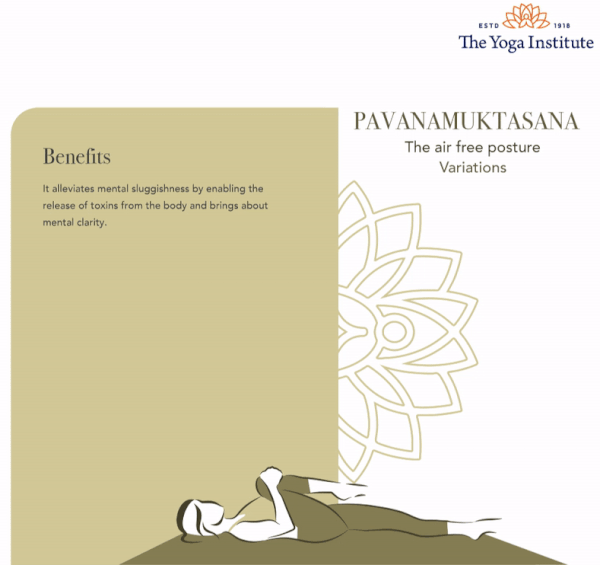 ESTD 1918
The Yoga Institute
PAVANAMUKTASANA
The air free posture
Variations
Benefits
It alleviates mental sluggishness by enabling the
release of toxins from the body and brings about
mental clarity.